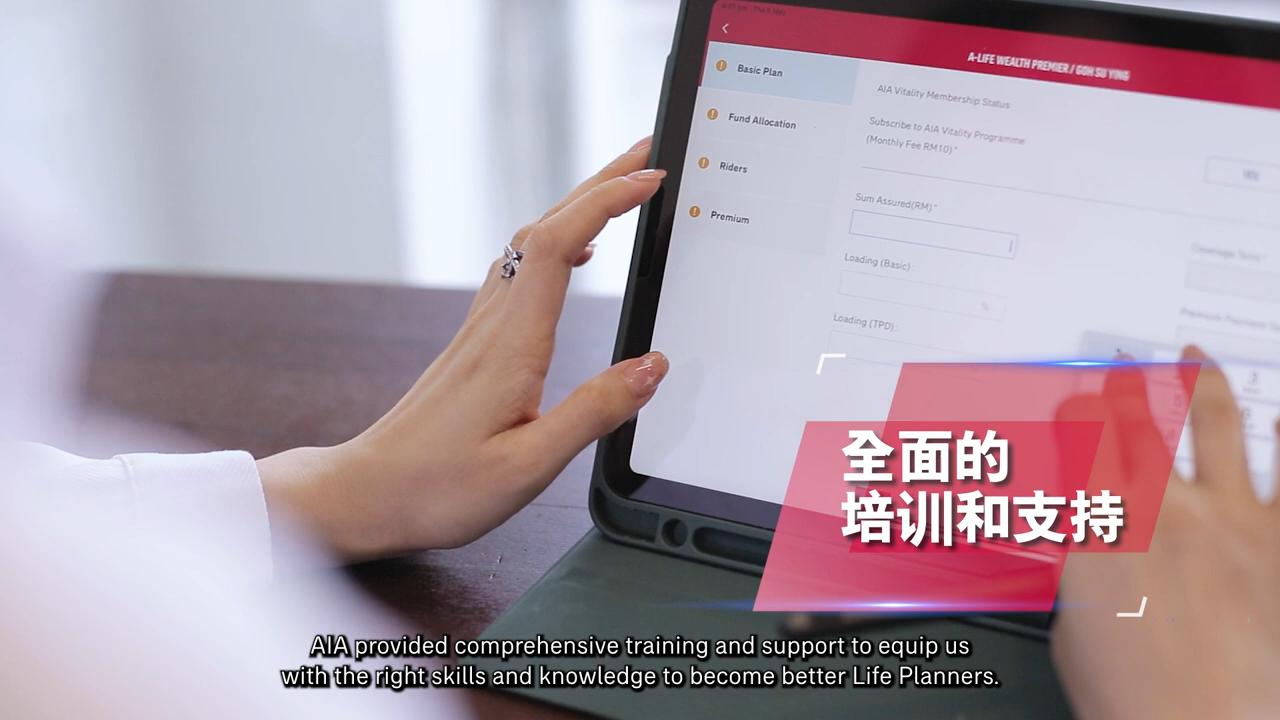 A-LIFE WEALTH PREMIER / GOH SU YING
Basic Plan
Fund Allocation
Riders
Premium
AIA Vitality Membership Status
Subscribe to AIA Vitality Programme
(Monthly Fee RM10)*
Sum Assured(RM)*
Loading (Basic) :
Loading (TPD) :
全面的
培训和支持
AIA provided comprehensive training and support to equip us
with the right skills and knowledge to become better Life Planners.